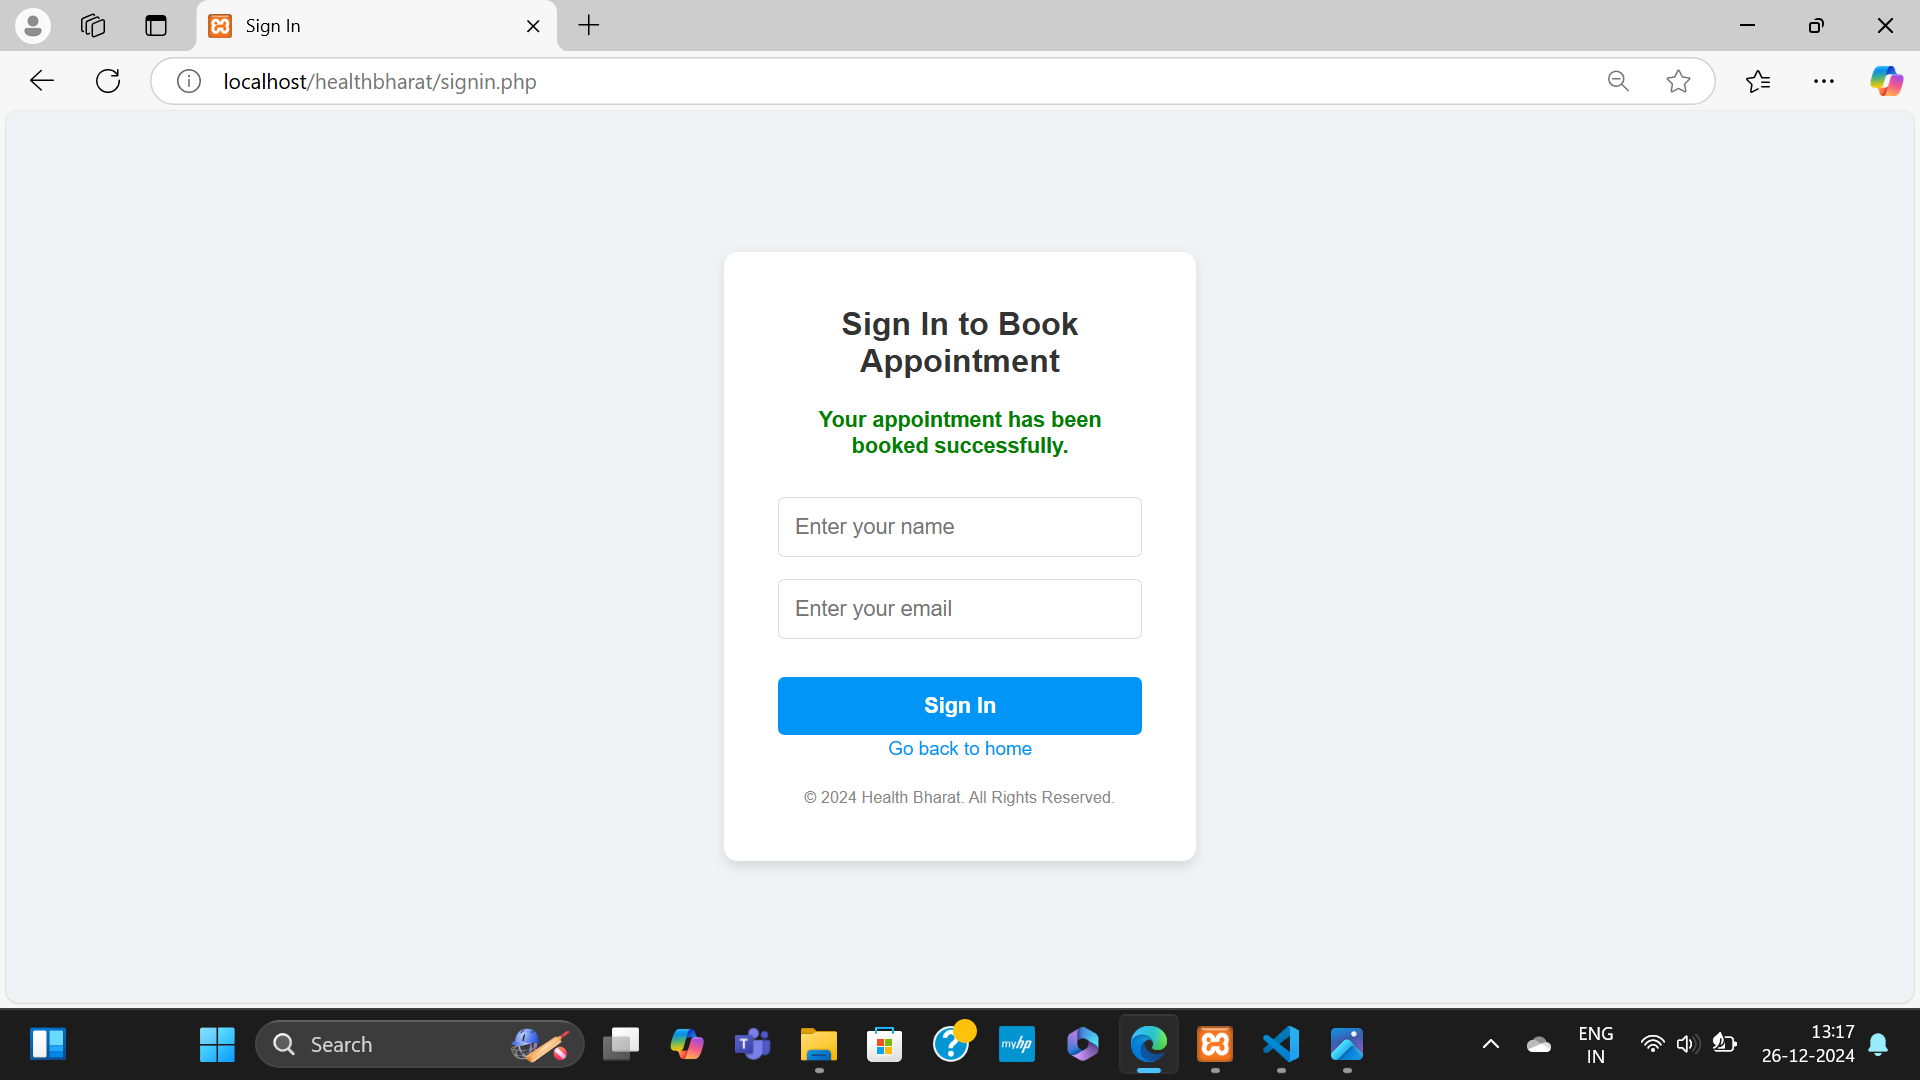 Sign In
localhost/healthbharat/signin.php
Sign In to Book
Appointment
Your appointment has been
booked successfully.
Enter your name
Enter your email
Sign In
Go back to home
© 2024 Health Bharat. All Rights Reserved.
Search
T
?
myhp
ENG
IN
13:17
26-12-2024